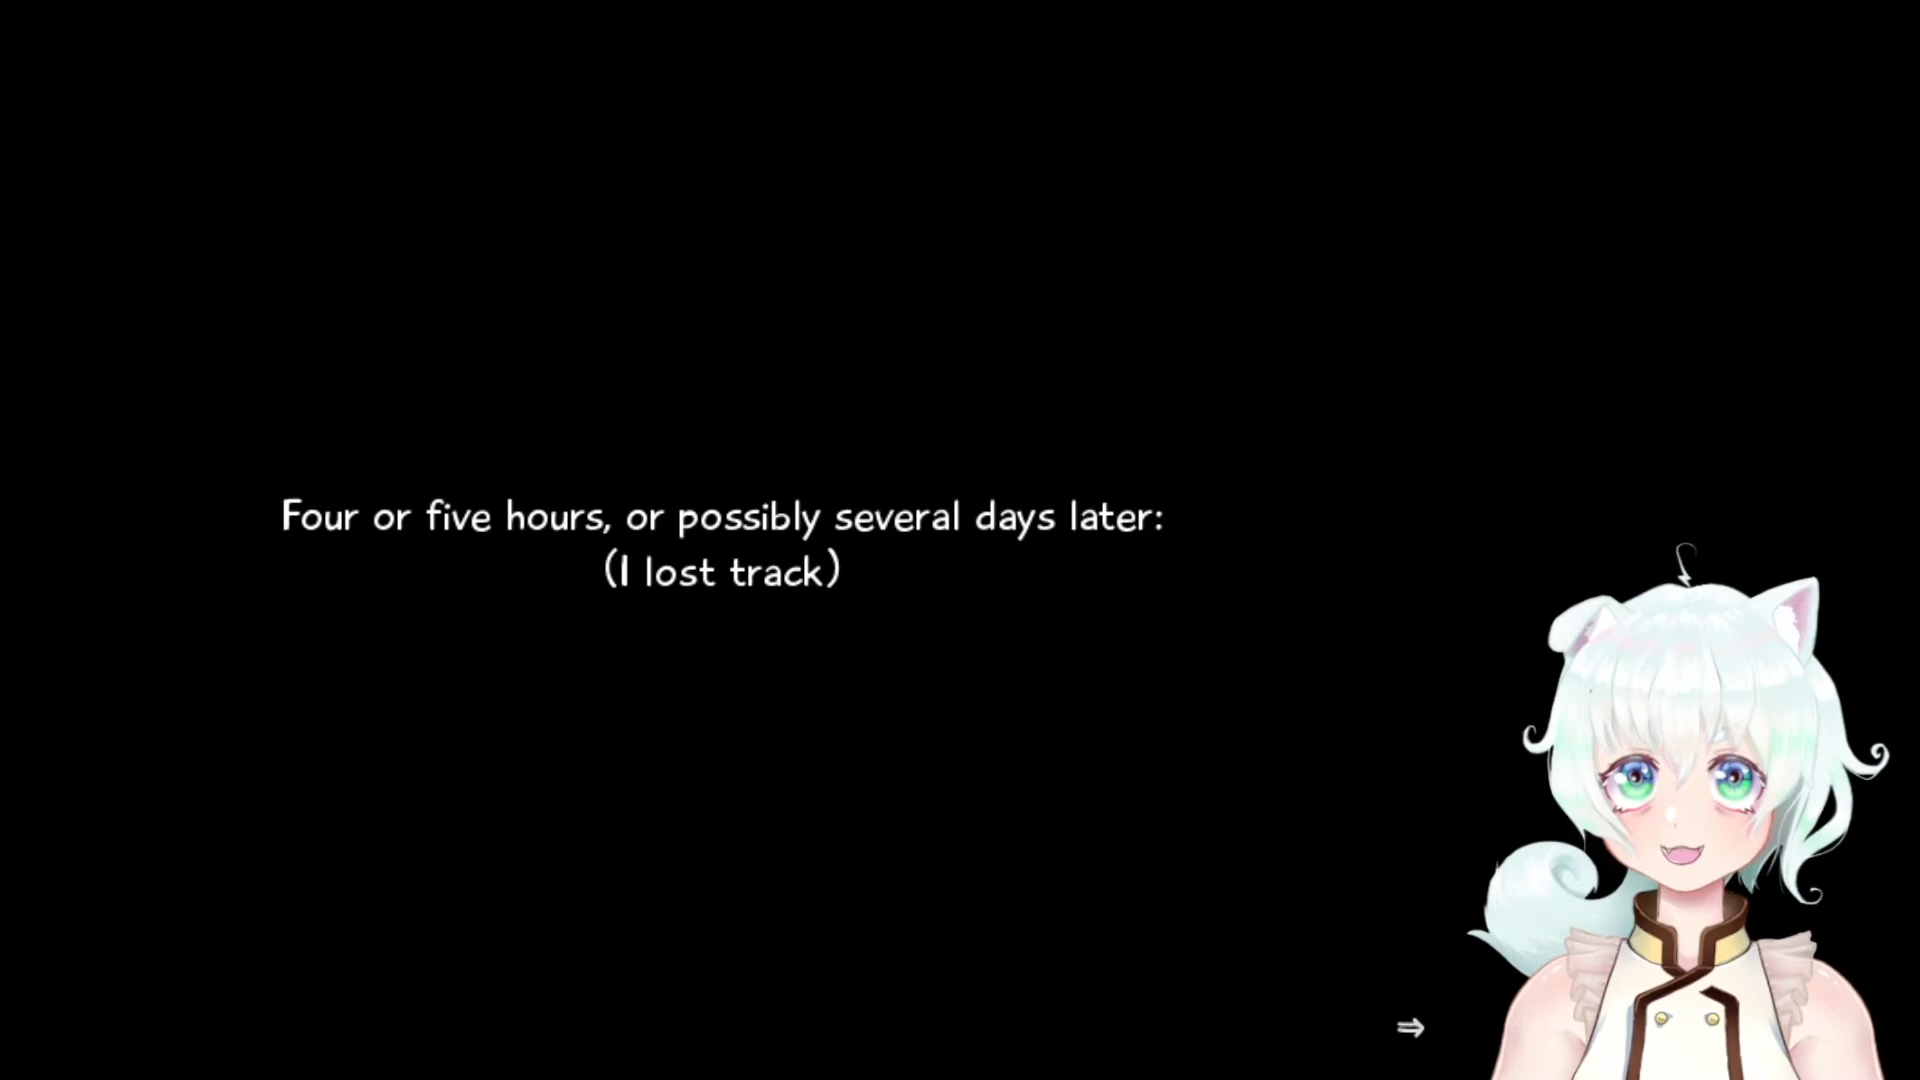 Four or five hours, or possibly several days later:
(I lost track)